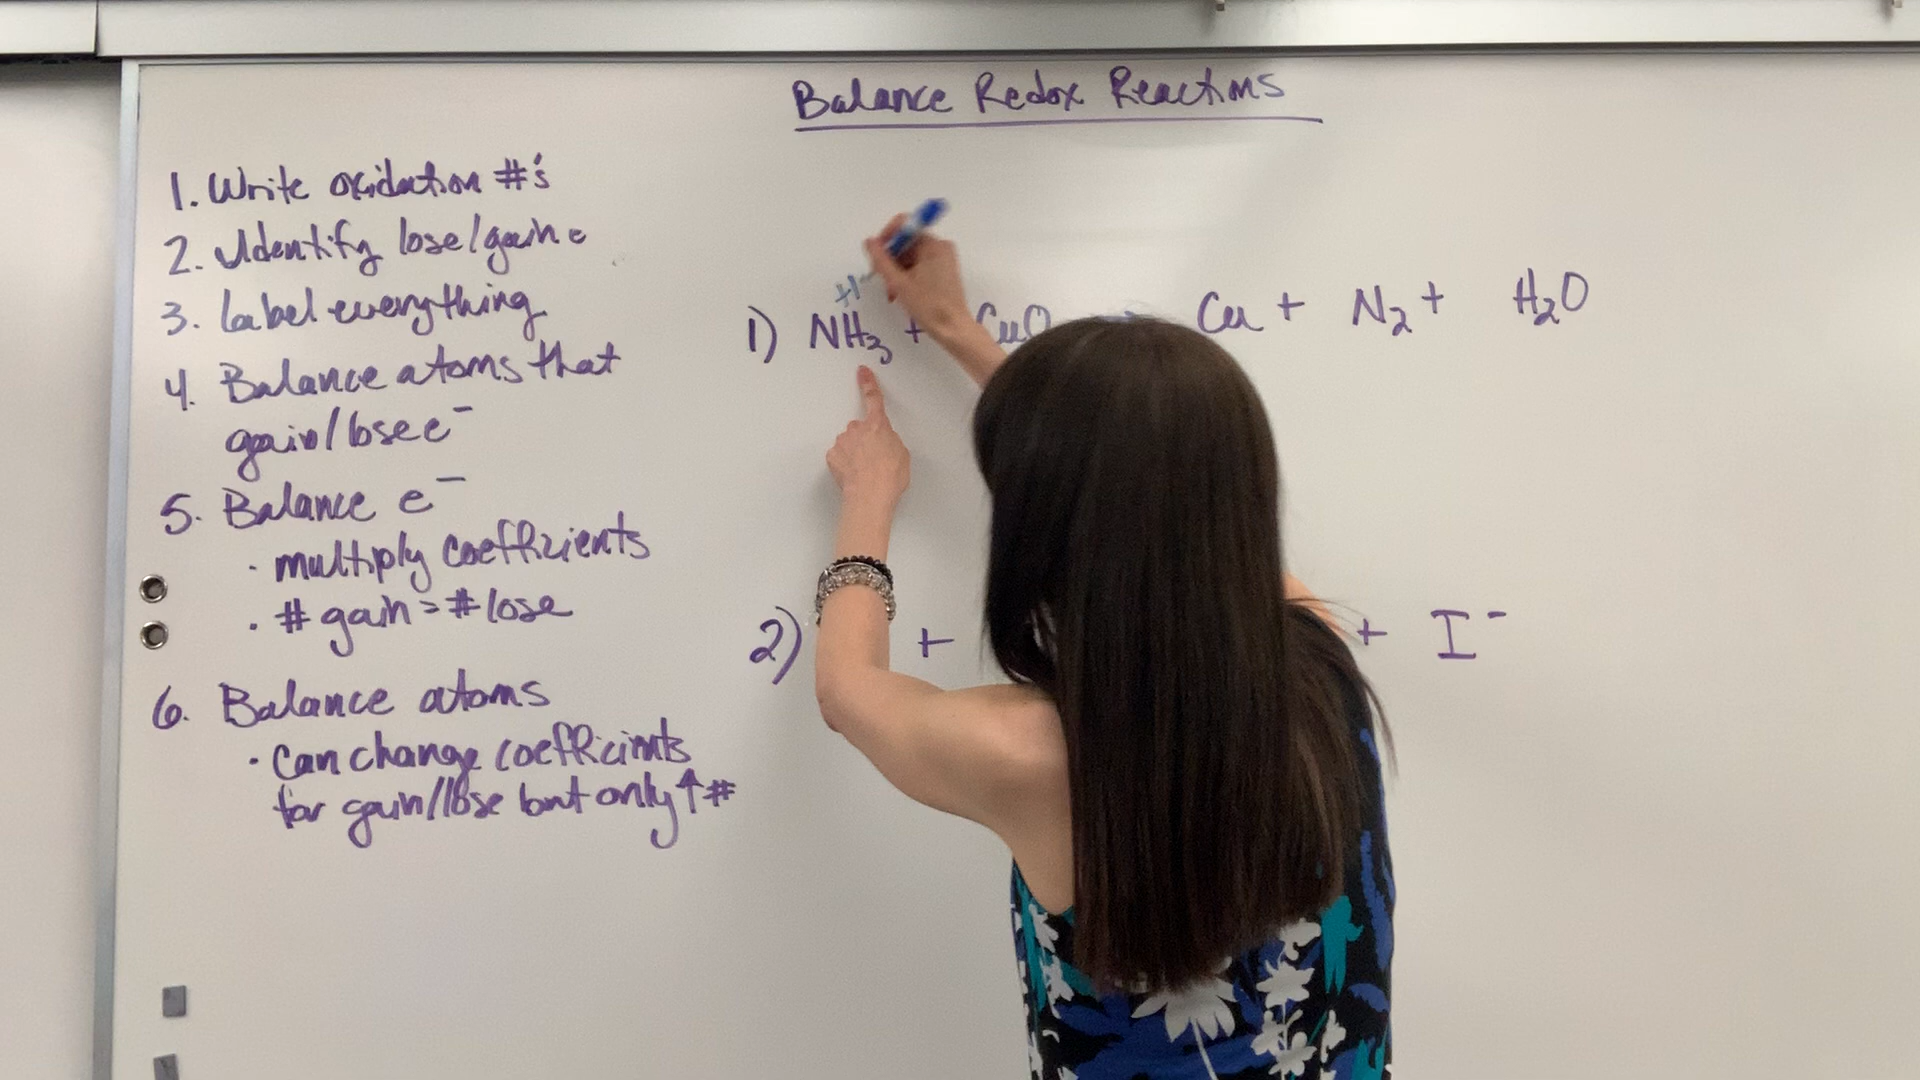 Balance Redox Reactions
1. Write oxidation #'s
2. Identify lose/gain e
3. Label everything
4. Balance atoms that
gain/lose e⁻
5. Balance e⁻
· multiply coefficients
· # gain = # lose
6. Balance atoms
· Can change coefficients
for gain/lose but only ↑ #
+1
1) NH₃ + CuO → Cu + N₂ + H₂O
2) + + I⁻